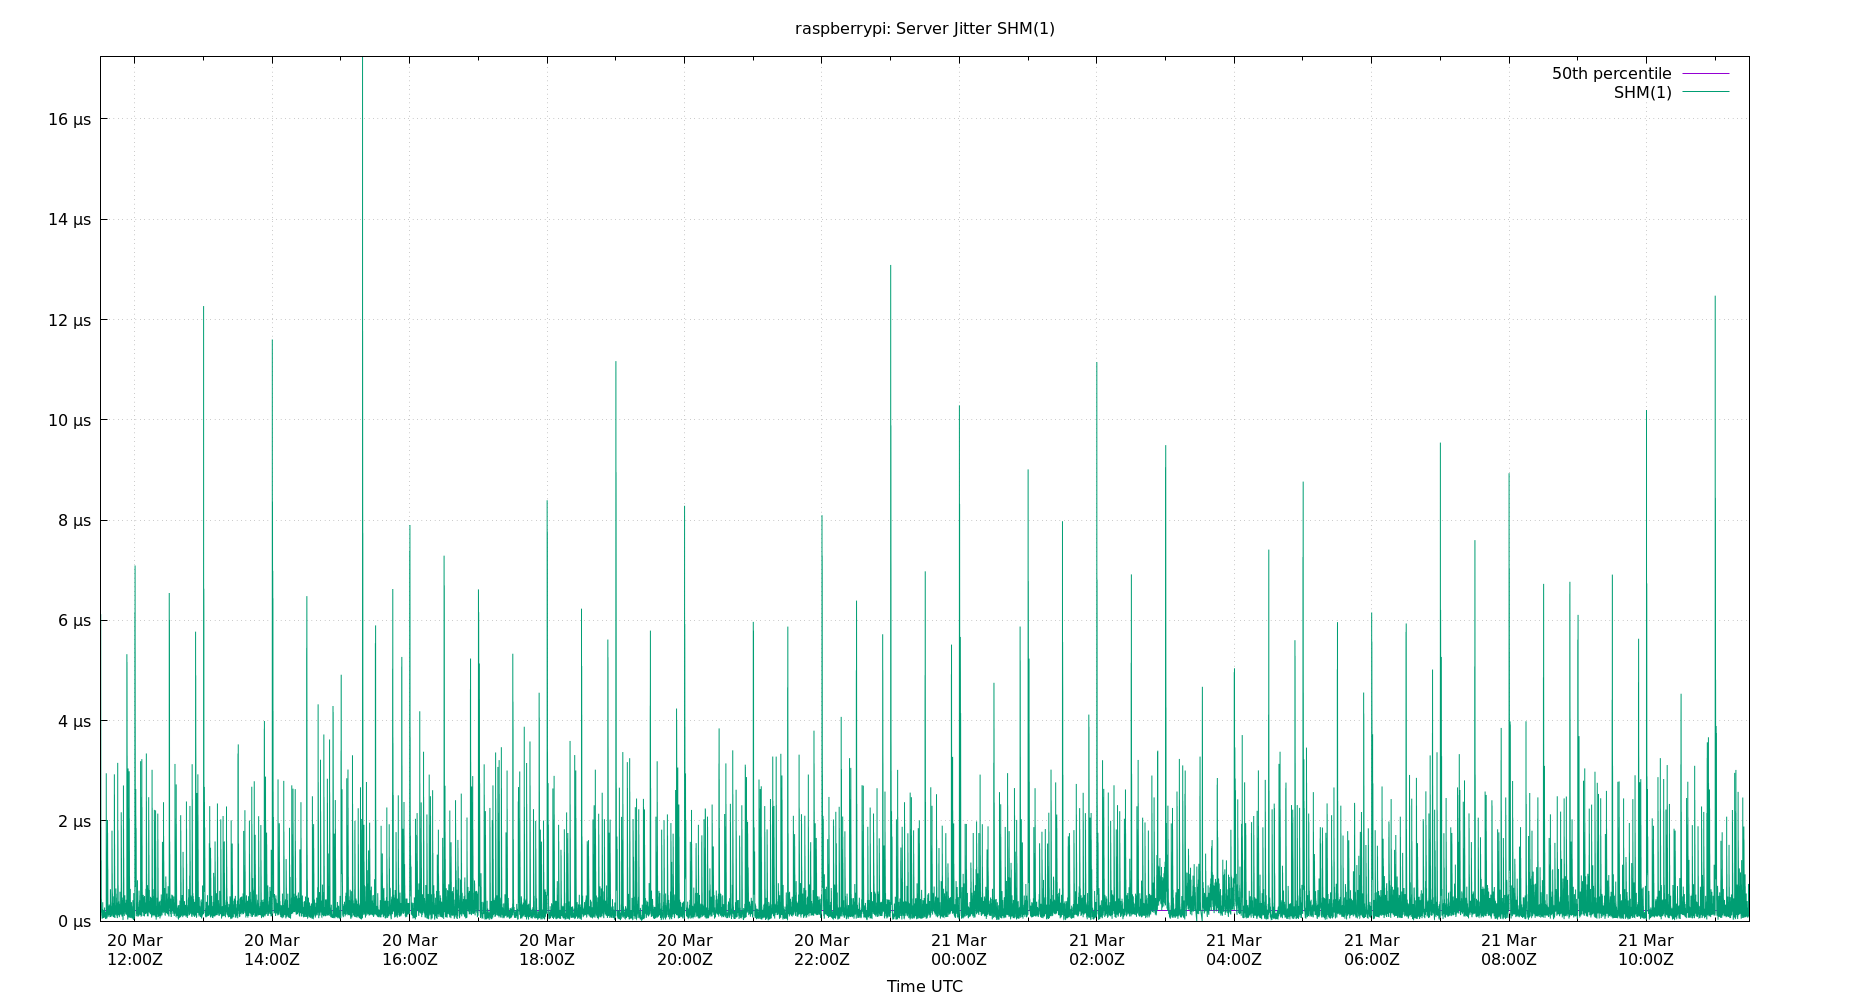 raspberrypi: Server Jitter SHM(1)
50th percentile
SHM(1)
16 µs
14 µs
12 µs
10 µs
8 µs
6 µs
4 µs
2 µs
0 µs
20 Mar 20 Mar 20 Mar 20 Mar 20 Mar 20 Mar 21 Mar 21 Mar 21 Mar 21 Mar 21 Mar 21 Mar
12:00Z 14:00Z 16:00Z 18:00Z 20:00Z 22:00Z 00:00Z 02:00Z 04:00Z 06:00Z 08:00Z 10:00Z
Time UTC